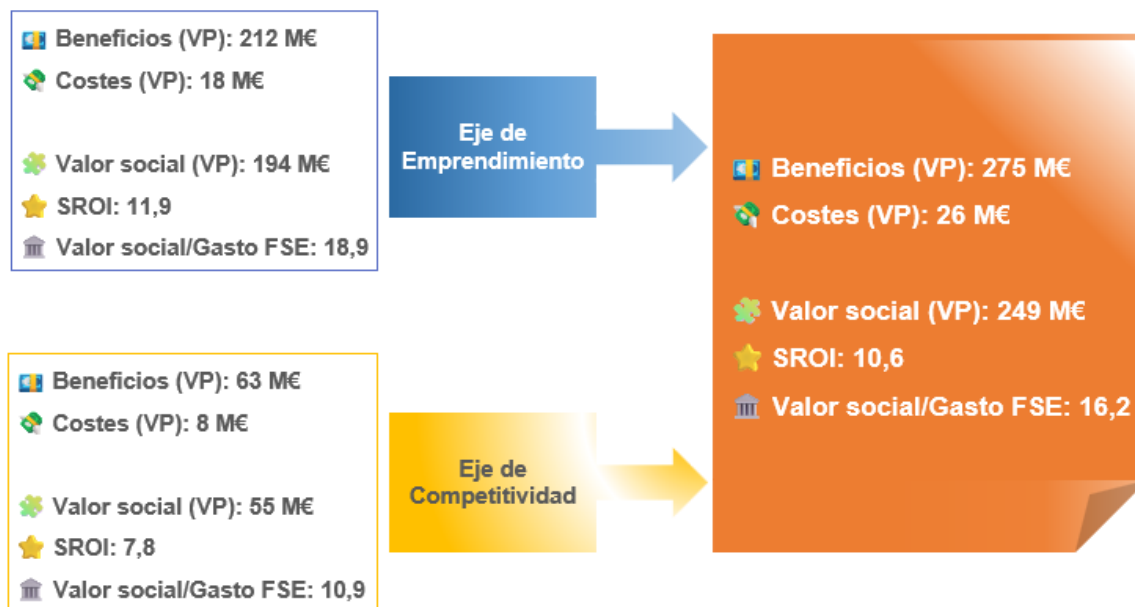 Beneficios (VP): 212 M€
Costes (VP): 18 M€
Valor social (VP): 194 M€
SROI: 11,9
Valor social/Gasto FSE: 18,9
Eje de
Emprendimiento
Beneficios (VP): 63 M€
Costes (VP): 8 M€
Valor social (VP): 55 M€
SROI: 7,8
Valor social/Gasto FSE: 10,9
Eje de
Competitividad
Beneficios (VP): 275 M€
Costes (VP): 26 M€
Valor social (VP): 249 M€
SROI: 10,6
Valor social/Gasto FSE: 16,2